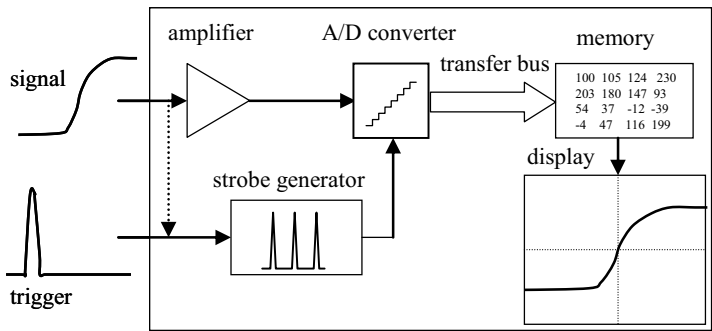 amplifier
A/D converter
memory
signal
transfer bus
100 105 124 230
203 180 147 93
54 37 -12 -39
-4 47 116 199
display
strobe generator
trigger